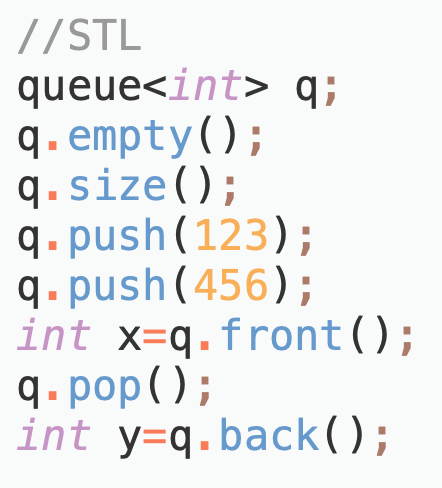 //STL
queue<int> q;
q.empty();
q.size();
q.push(123);
q.push(456);
int x=q.front();
q.pop();
int y=q.back();